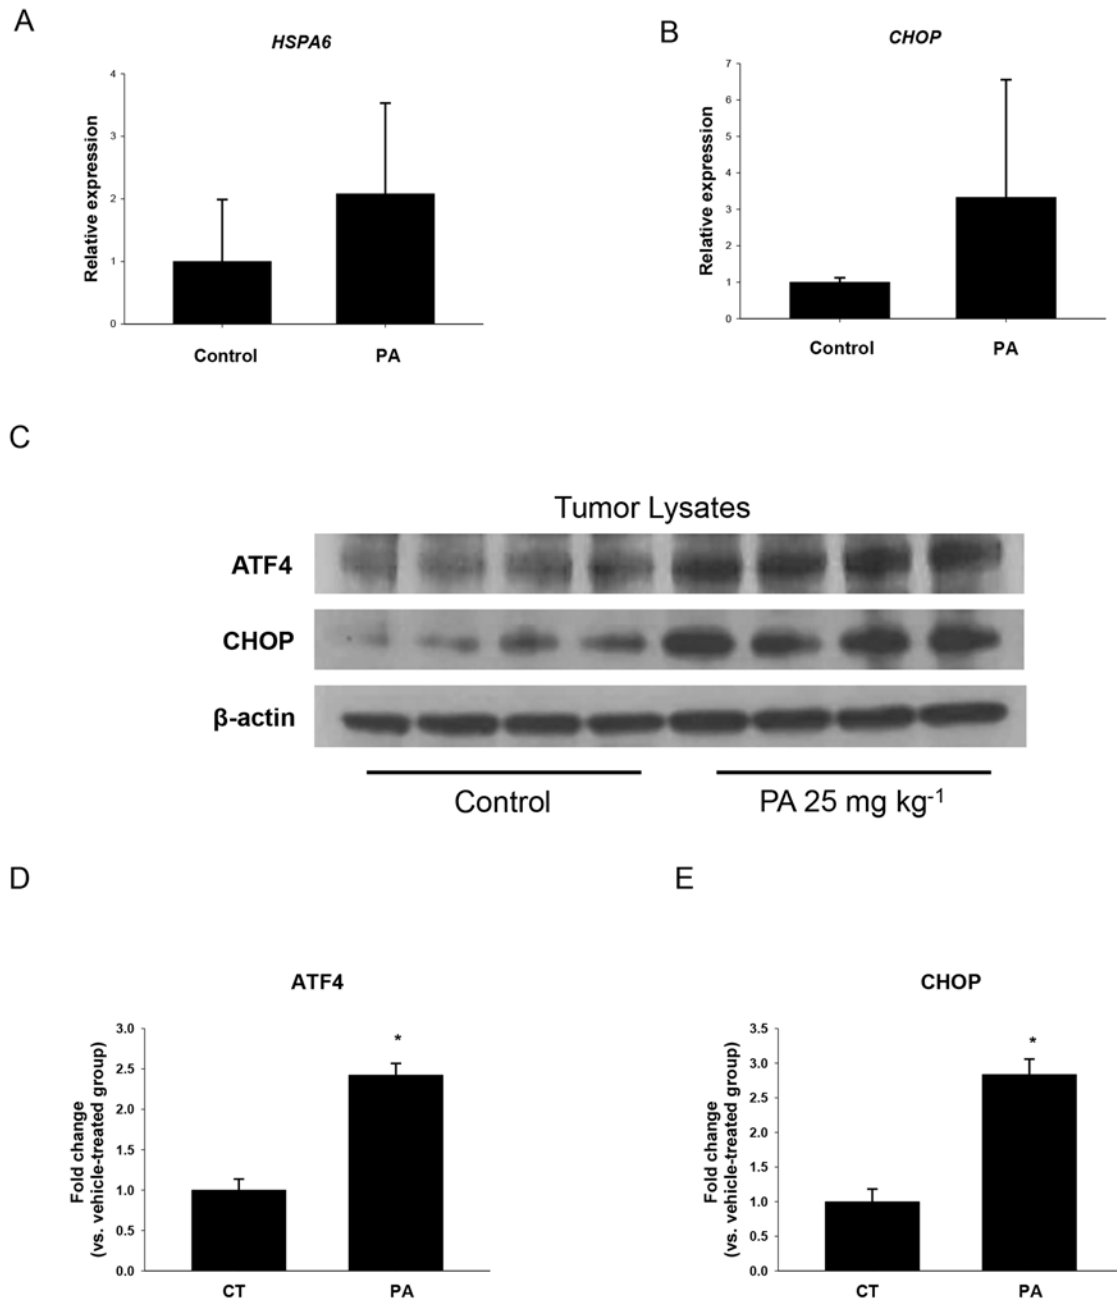 A
HSPA6
Relative expression
4
3
2
1
0
Control PA
B
CHOP
Relative expression
7
6
5
4
3
2
1
0
Control PA
C
Tumor Lysates
ATF4
CHOP
β-actin
Control PA 25 mg kg-1
D
ATF4
Fold change
(vs. vehicle-treated group)
3.0
2.5
2.0
1.5
1.0
0.5
0.0
*
CT PA
E
CHOP
Fold change
(vs. vehicle-treated group)
3.5
3.0
2.5
2.0
1.5
1.0
0.5
0.0
*
CT PA